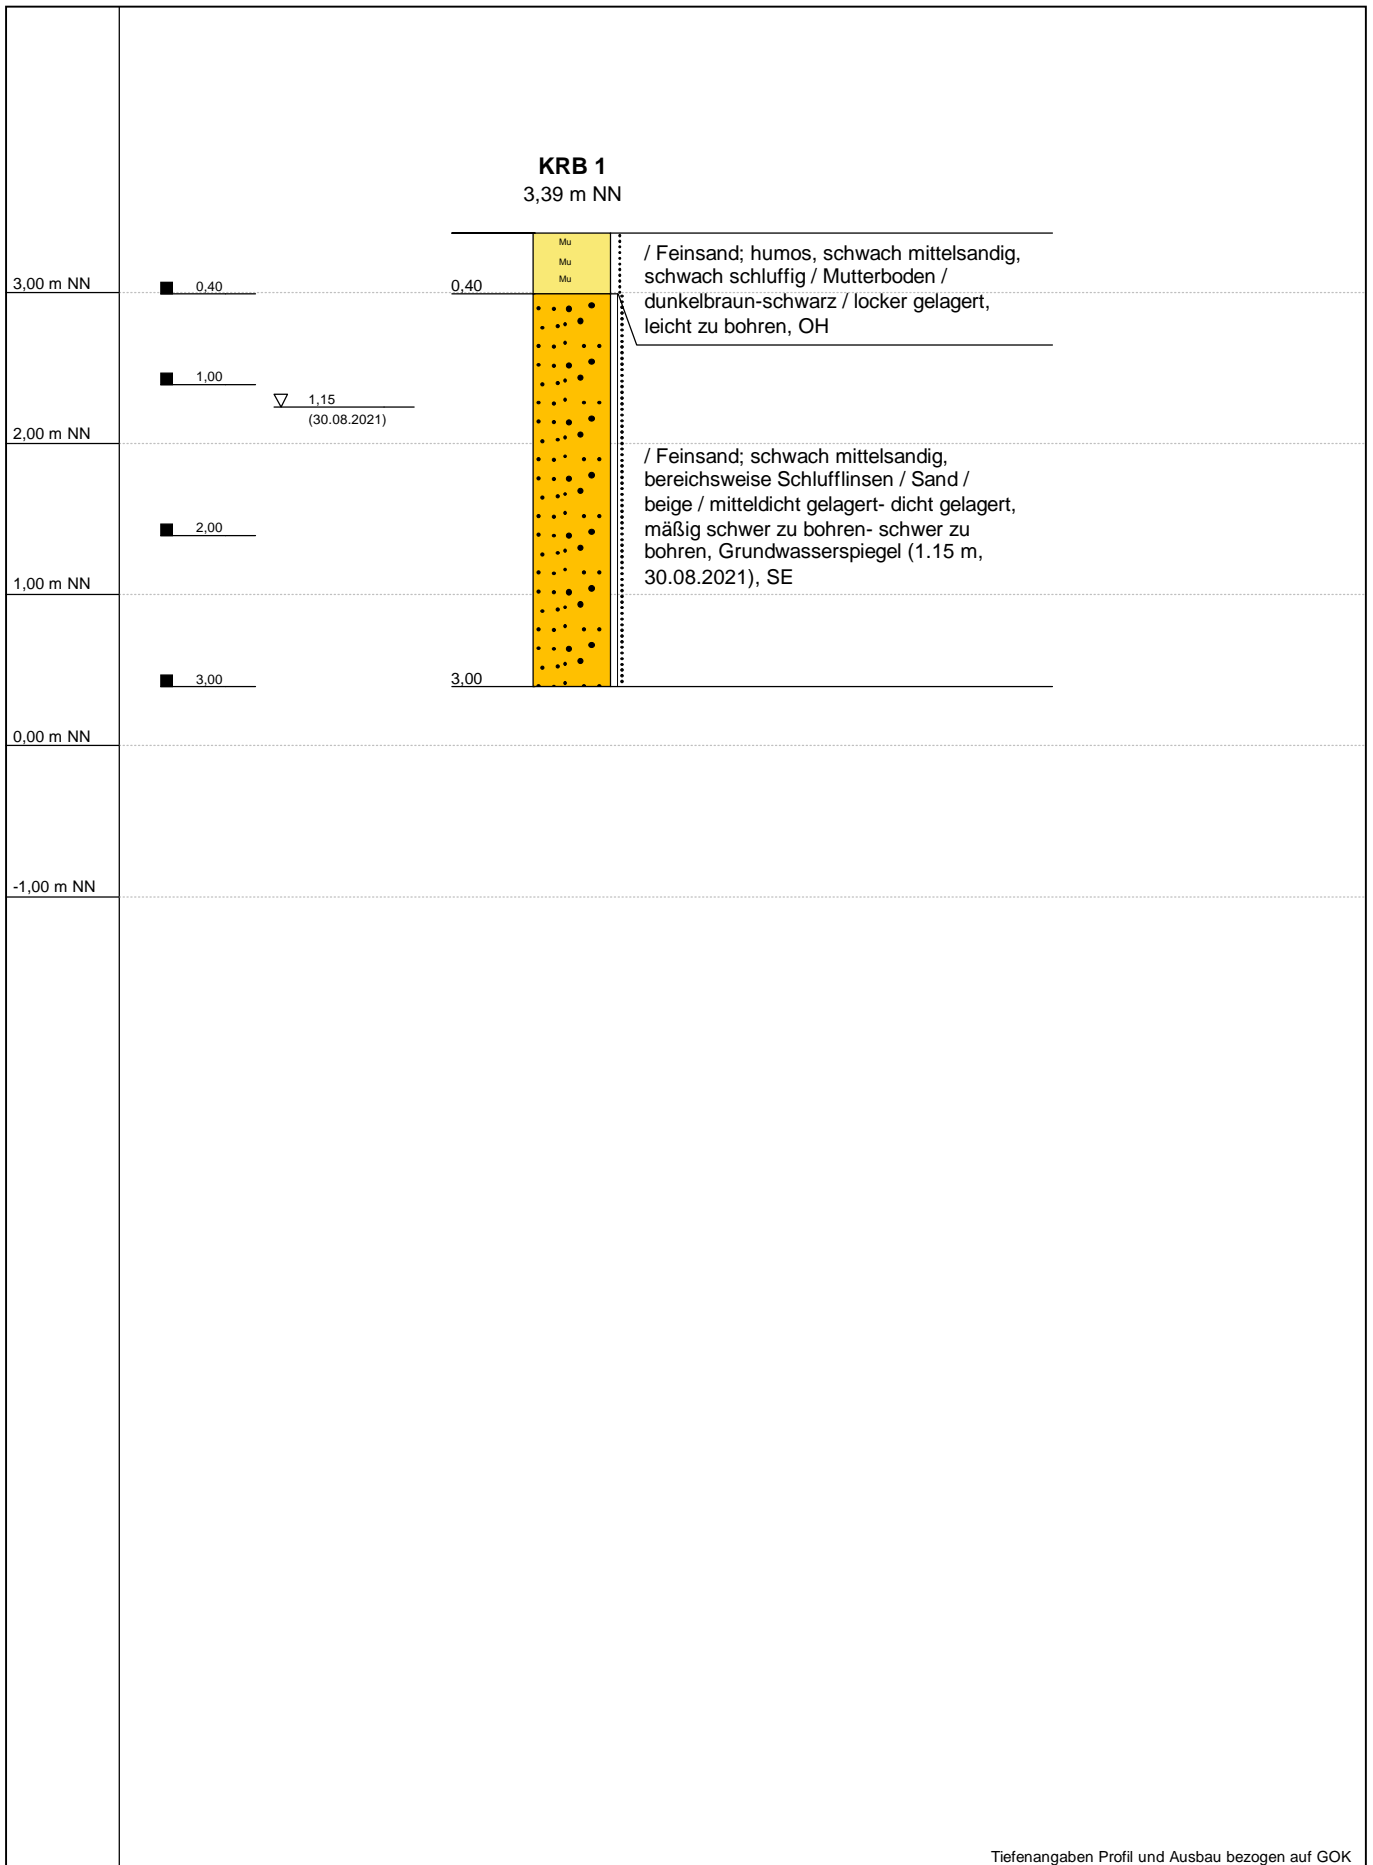 KRB 1
3,39 m NN
Mu
Mu
Mu
/ Feinsand; humos, schwach mittelsandig,
schwach schluffig / Mutterboden /
dunkelbraun-schwarz / locker gelagert,
leicht zu bohren, OH
3,00 m NN
0,40
0,40
1,00
1,15
(30.08.2021)
2,00 m NN
/ Feinsand; schwach mittelsandig,
bereichsweise Schlufflinsen / Sand /
beige / mitteldicht gelagert- dicht gelagert,
mäßig schwer zu bohren- schwer zu
bohren, Grundwasserspiegel (1.15 m,
30.08.2021), SE
2,00
1,00 m NN
3,00
3,00
0,00 m NN
-1,00 m NN
Tiefenangaben Profil und Ausbau bezogen auf GOK